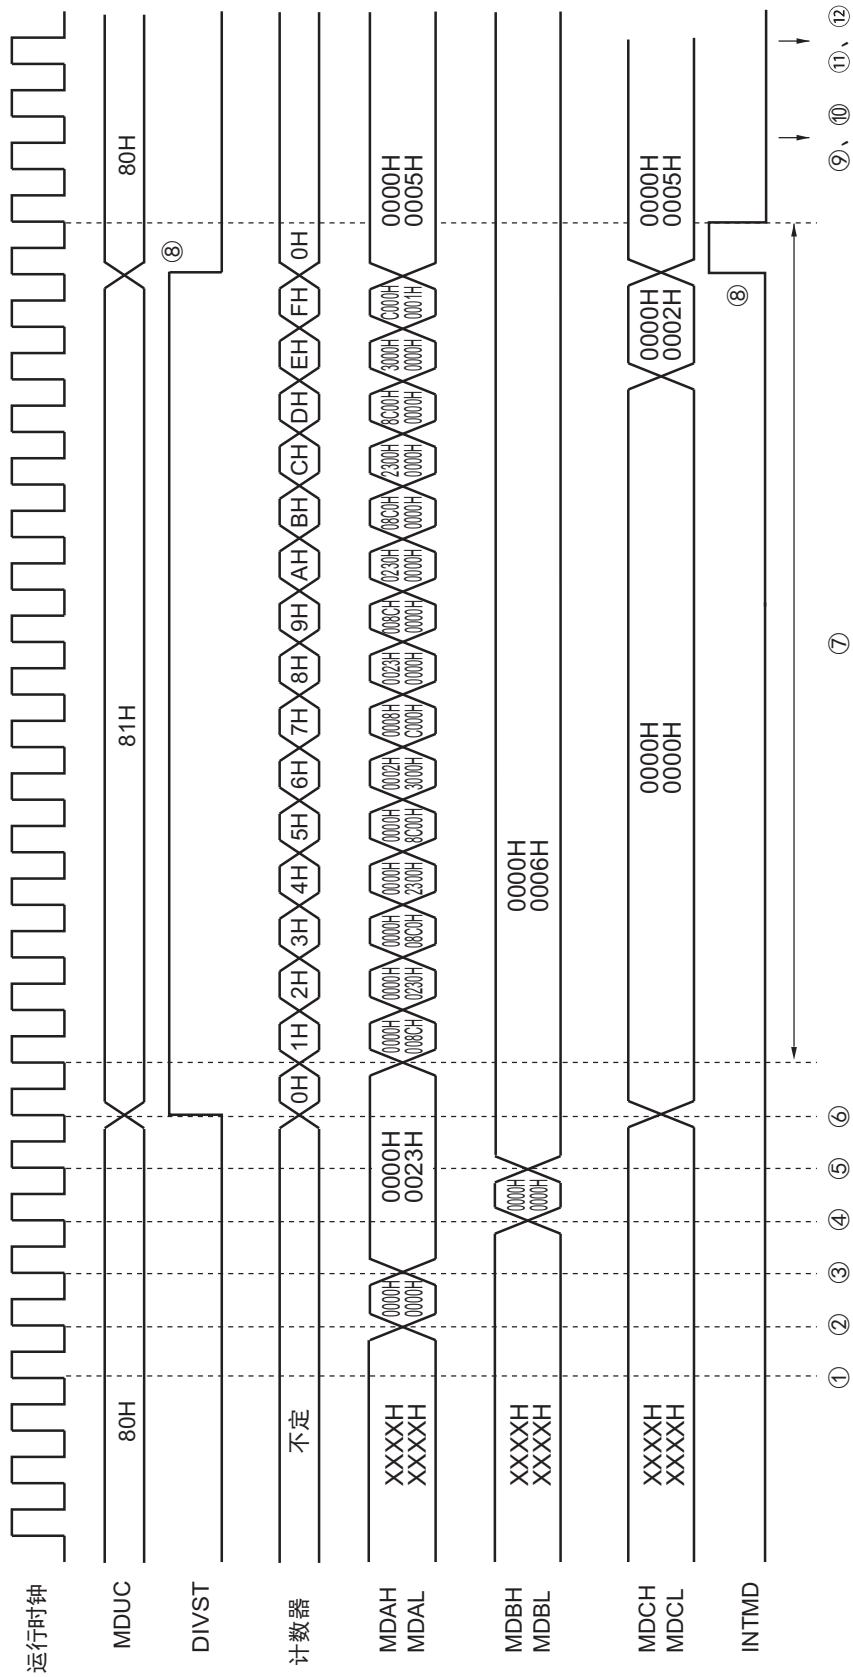 运行时钟
MDUC
80H
81H
80H
DIVST
⑧
计数器
不定
0H
1H
2H
3H
4H
5H
6H
7H
8H
9H
AH
BH
CH
DH
EH
FH
0H
MDAH
MDAL
XXXXH
XXXXH
0000H
0000H
0000H
0023H
0000H
008CH
0000H
0230H
0000H
08C0H
0000H
2300H
0000H
8C00H
0002H
3000H
0008H
C000H
0023H
0000H
008CH
0000H
0230H
0000H
08C0H
0000H
2300H
0000H
8C00H
0000H
3000H
0000H
C000H
0001H
0000H
0005H
MDBH
MDBL
XXXXH
XXXXH
0000H
0000H
0000H
0006H
MDCH
MDCL
XXXXH
XXXXH
0000H
0000H
0000H
0002H
0000H
0005H
INTMD
⑧
① ② ③ ④ ⑤ ⑥ ⑦ ⑨、⑩ ⑪、⑫